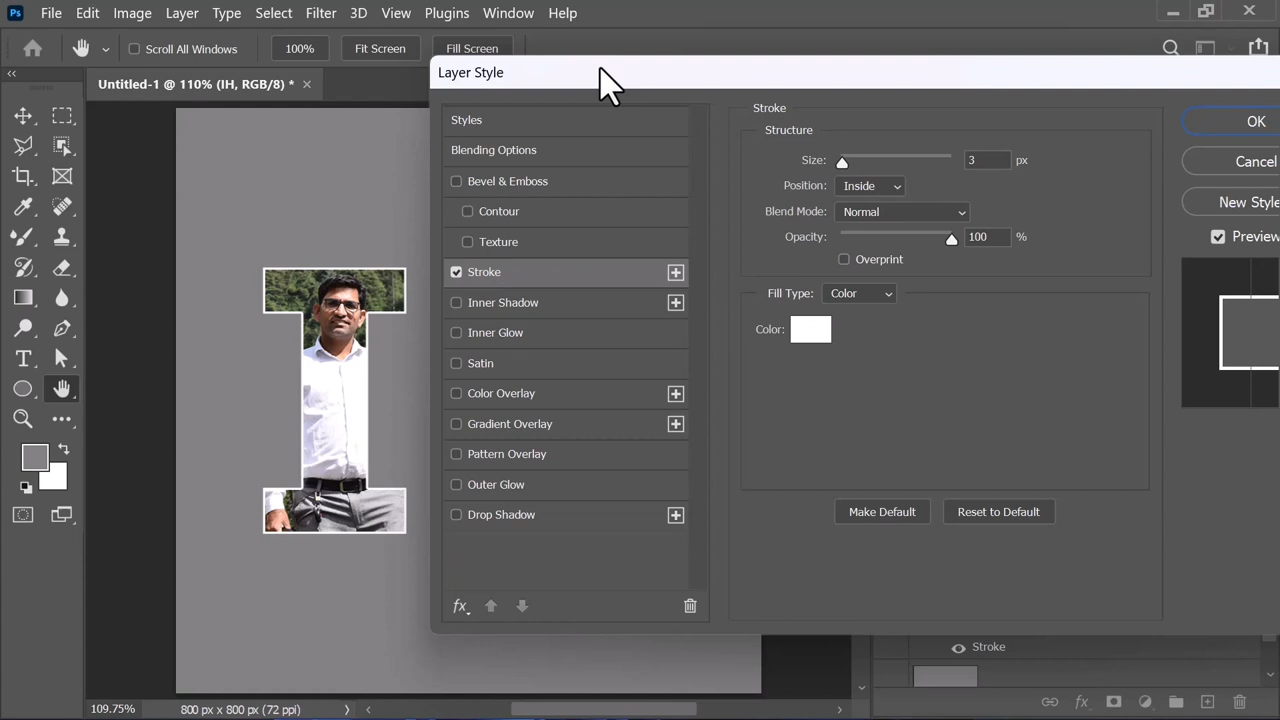 Ps File Edit Image Layer Type Select Filter 3D View Plugins Window Help
Scroll All Windows 100% Fit Screen Fill Screen
Untitled-1 @ 110% (IH, RGB/8) *
Layer Style
Styles
Blending Options
Bevel & Emboss
Contour
Texture
Stroke
Inner Shadow
Inner Glow
Satin
Color Overlay
Gradient Overlay
Pattern Overlay
Outer Glow
Drop Shadow
fx
Stroke
Structure
Size: 3 px
Position: Inside
Blend Mode: Normal
Opacity: 100 %
Overprint
Fill Type: Color
Color:
Make Default Reset to Default
OK
Cancel
New Style
Preview
Stroke
fx
109.75% 800 px x 800 px (72 ppi)